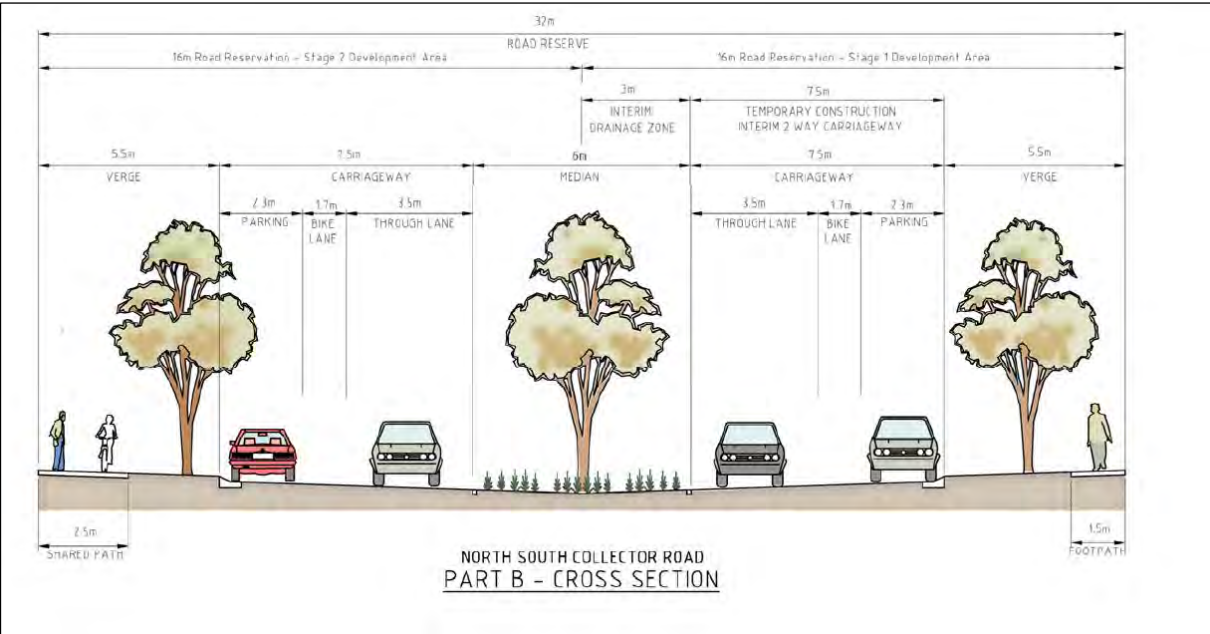 32m
ROAD RESERVE
16m Road Reservation - Stage 2 Development Area
16m Road Reservation - Stage 1 Development Area
3m
INTERIM
DRAINAGE ZONE
7.5m
TEMPORARY CONSTRUCTION
INTERIM 2 WAY CARRIAGEWAY
5.5m
VERGE
7.5m
CARRIAGEWAY
6m
MEDIAN
7.5m
CARRIAGEWAY
5.5m
VERGE
2.3m
PARKING
1.7m
BIKE
LANE
3.5m
THROUGH LANE
3.5m
THROUGH LANE
1.7m
BIKE
LANE
2.3m
PARKING
2.5m
SHARED PATH
1.5m
FOOTPATH
NORTH SOUTH COLLECTOR ROAD
PART B - CROSS SECTION